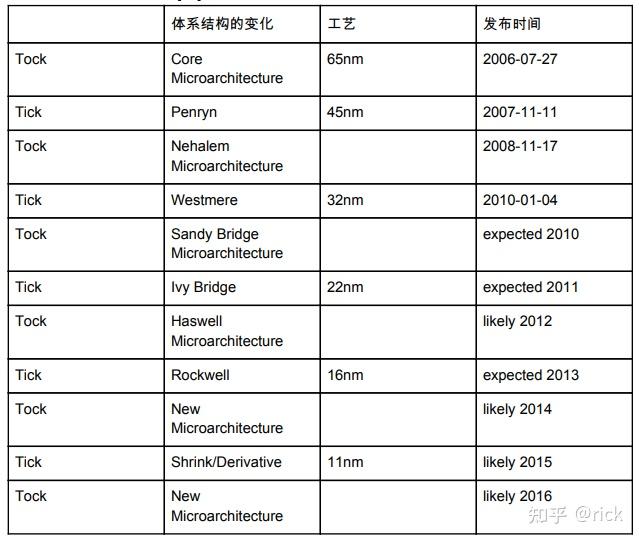 体系结构的变化 工艺 发布时间
Tock Core 65nm 2006-07-27
Microarchitecture
Tick Penryn 45nm 2007-11-11
Tock Nehalem 2008-11-17
Microarchitecture
Tick Westmere 32nm 2010-01-04
Tock Sandy Bridge expected 2010
Microarchitecture
Tick Ivy Bridge 22nm expected 2011
Tock Haswell likely 2012
Microarchitecture
Tick Rockwell 16nm expected 2013
Tock New likely 2014
Microarchitecture
Tick Shrink/Derivative 11nm likely 2015
Tock New likely 2016
Microarchitecture
知乎 @rick